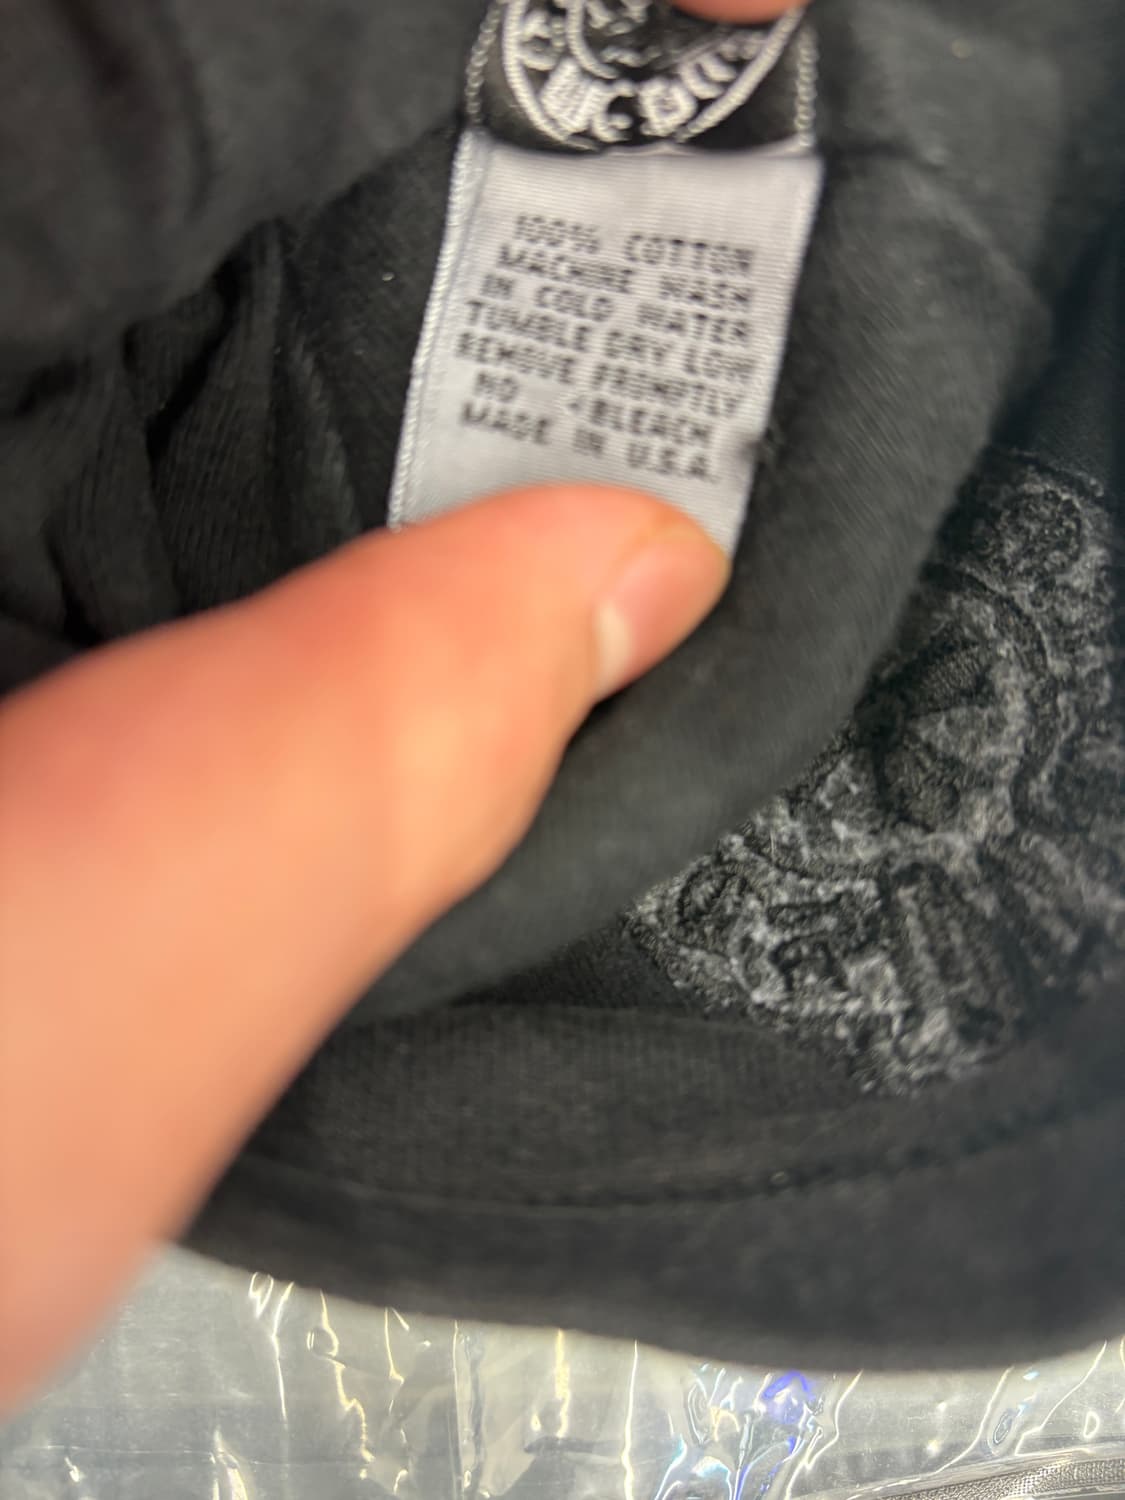 100% COTTON
MACHINE WASH
IN COLD WATER
TUMBLE DRY LOW
REMOVE PROMPTLY
NO <BLEACH
MADE IN U.S.A.